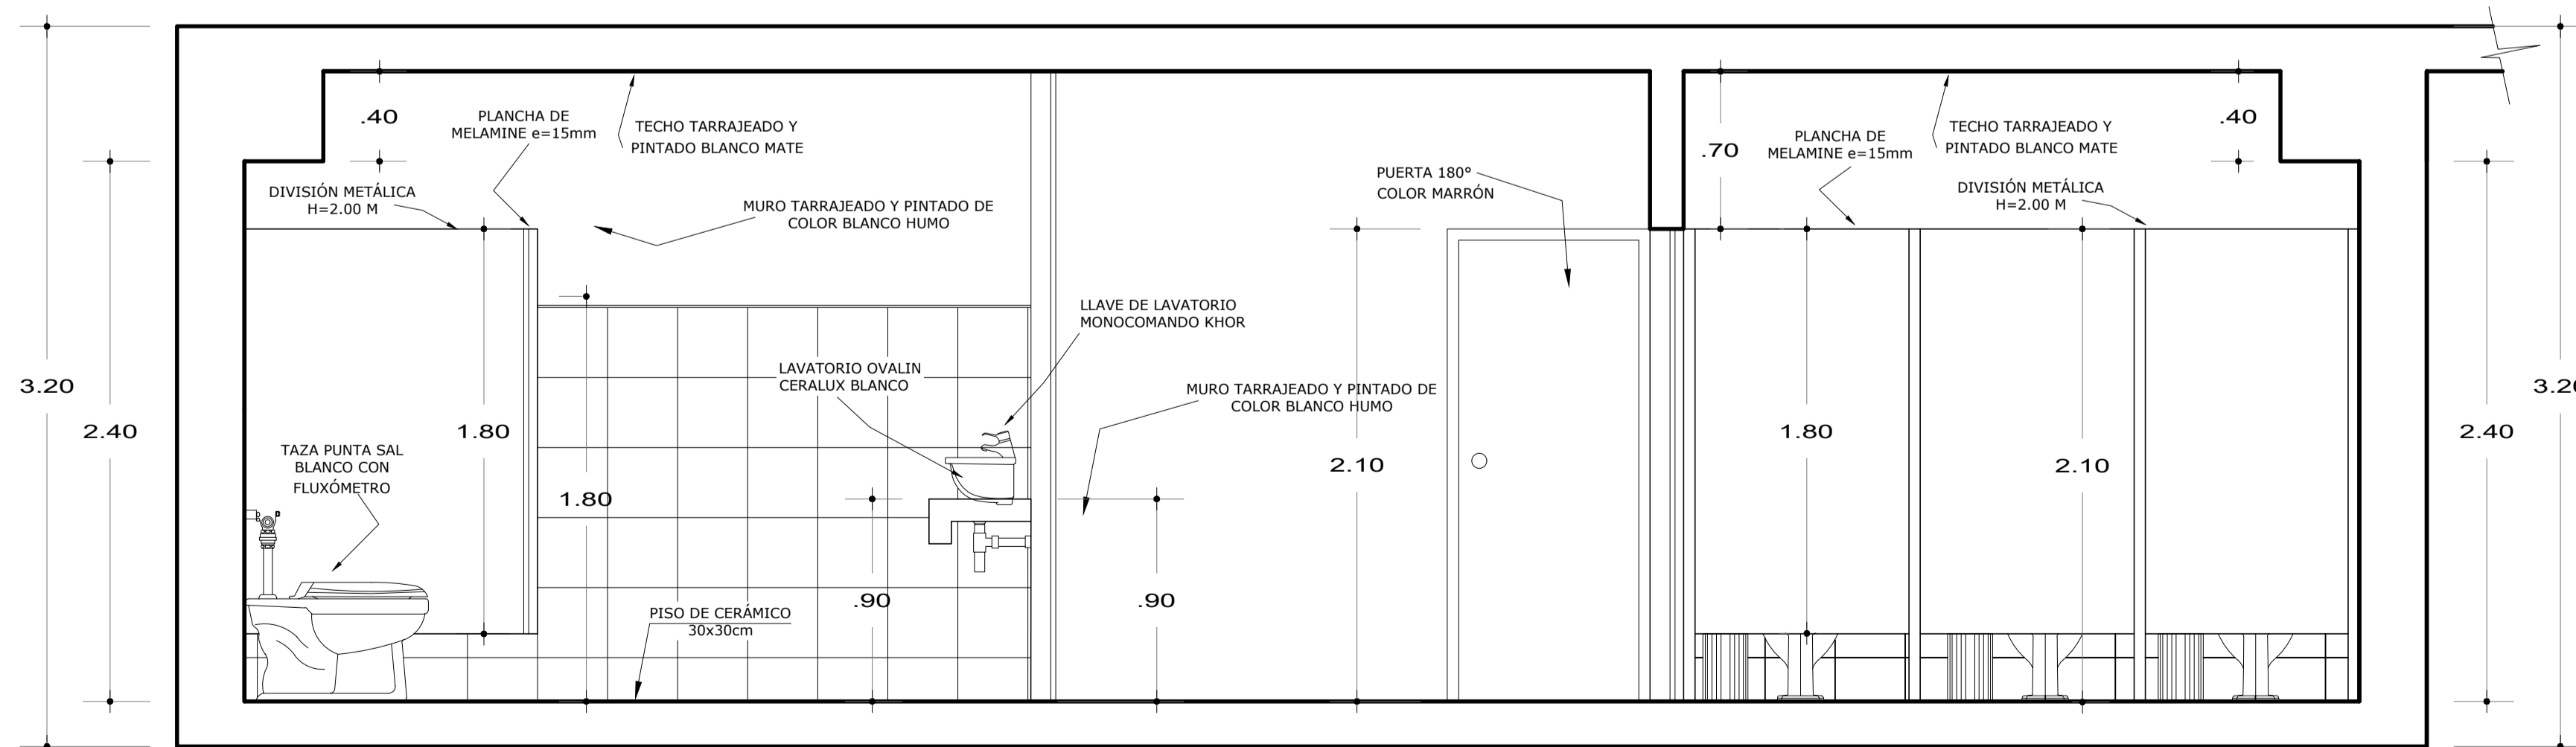 .40
PLANCHA DE
MELAMINE e=15mm
TECHO TARRAJEADO Y
PINTADO BLANCO MATE
DIVISIÓN METÁLICA
H=2.00 M
MURO TARRAJEADO Y PINTADO DE
COLOR BLANCO HUMO
3.20
2.40
1.80
TAZA PUNTA SAL
BLANCO CON
FLUXÓMETRO
1.80
LAVATORIO OVALIN
CERALUX BLANCO
LLAVE DE LAVATORIO
MONOCOMANDO KHOR
MURO TARRAJEADO Y PINTADO DE
COLOR BLANCO HUMO
PISO DE CERÁMICO
30x30cm
.90
.90
2.10
PUERTA 180°
COLOR MARRÓN
.70
PLANCHA DE
MELAMINE e=15mm
TECHO TARRAJEADO Y
PINTADO BLANCO MATE
.40
DIVISIÓN METÁLICA
H=2.00 M
1.80
2.10
2.40
3.20